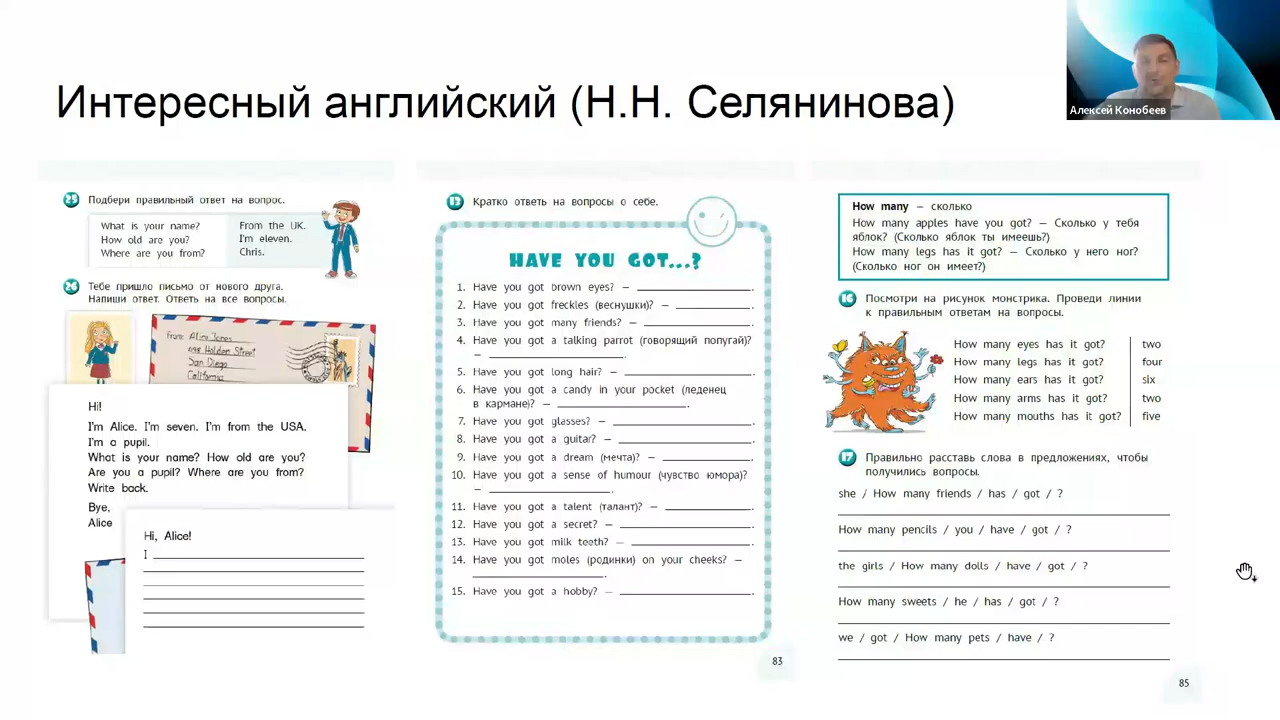 Алексей Конобеев
Интересный английский (Н.Н. Селянинова)
25 Подбери правильный ответ на вопрос.
What is your name?
How old are you?
Where are you from?
From the UK.
I'm eleven.
Chris.
26 Тебе пришло письмо от нового друга.
Напиши ответ. Ответь на все вопросы.
From: Alice Jones
Holdon Street
San Diego
California
Hi!
I'm Alice. I'm seven. I'm from the USA.
I'm a pupil.
What is your name? How old are you?
Are you a pupil? Where are you from?
Write back.
Bye,
Alice
Hi, Alice!
I
13 Кратко ответь на вопросы о себе.
HAVE YOU GOT...?
1. Have you got brown eyes? – .
2. Have you got freckles (веснушки)? – .
3. Have you got many friends? – .
4. Have you got a talking parrot (говорящий попугай)?
– .
5. Have you got long hair? – .
6. Have you got a candy in your pocket (леденец
в кармане)? – .
7. Have you got glasses? – .
8. Have you got a guitar? – .
9. Have you got a dream (мечта)? – .
10. Have you got a sense of humour (чувство юмора)?
– .
11. Have you got a talent (талант)? – .
12. Have you got a secret? – .
13. Have you got milk teeth? – .
14. Have you got moles (родинки) on your cheeks? –
.
15. Have you got a hobby? – .
83
How many – сколько
How many apples have you got? – Сколько у тебя
яблок? (Сколько яблок ты имеешь?)
How many legs has it got? – Сколько у него ног?
(Сколько ног он имеет?)
16 Посмотри на рисунок монстрика. Проведи линии
к правильным ответам на вопросы.
How many eyes has it got? two
How many legs has it got? four
How many ears has it got? six
How many arms has it got? two
How many mouths has it got? five
17 Правильно расставь слова в предложениях, чтобы
получились вопросы.
she / How many friends / has / got / ?
How many pencils / you / have / got / ?
the girls / How many dolls / have / got / ?
How many sweets / he / has / got / ?
we / got / How many pets / have / ?
85